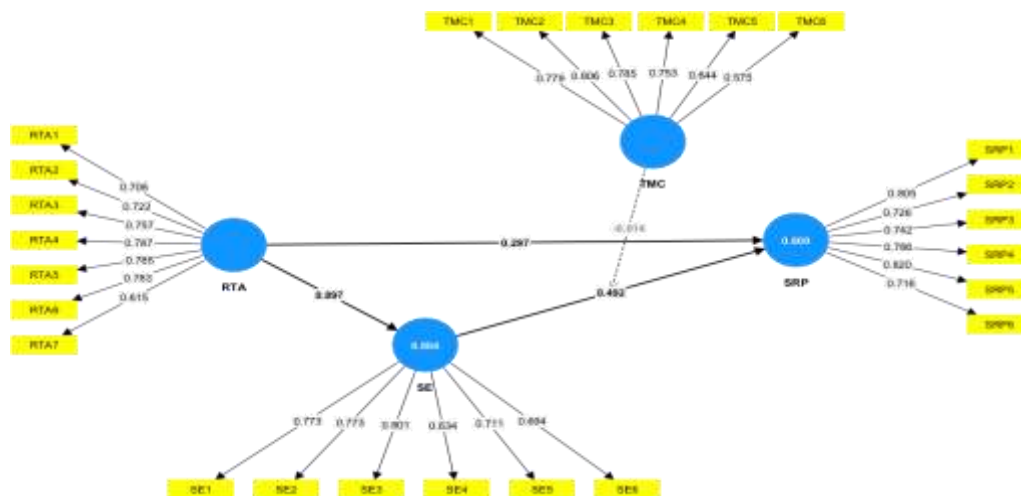 TMC1 TMC2 TMC3 TMC4 TMC5 TMC6
0.779 0.806 0.785 0.753 0.644 0.573
TMC
RTA1
RTA2
RTA3
RTA4
RTA5
RTA6
RTA7
0.706
0.722
0.757
0.787
0.785
0.783
0.615
RTA
0.297
0.897
-0.014
0.492
SE
0.773 0.773 0.801 0.634 0.711 0.694
SE1 SE2 SE3 SE4 SE5 SE6
SRP
0.805
0.726
0.742
0.766
0.820
0.716
SRP1
SRP2
SRP3
SRP4
SRP5
SRP6